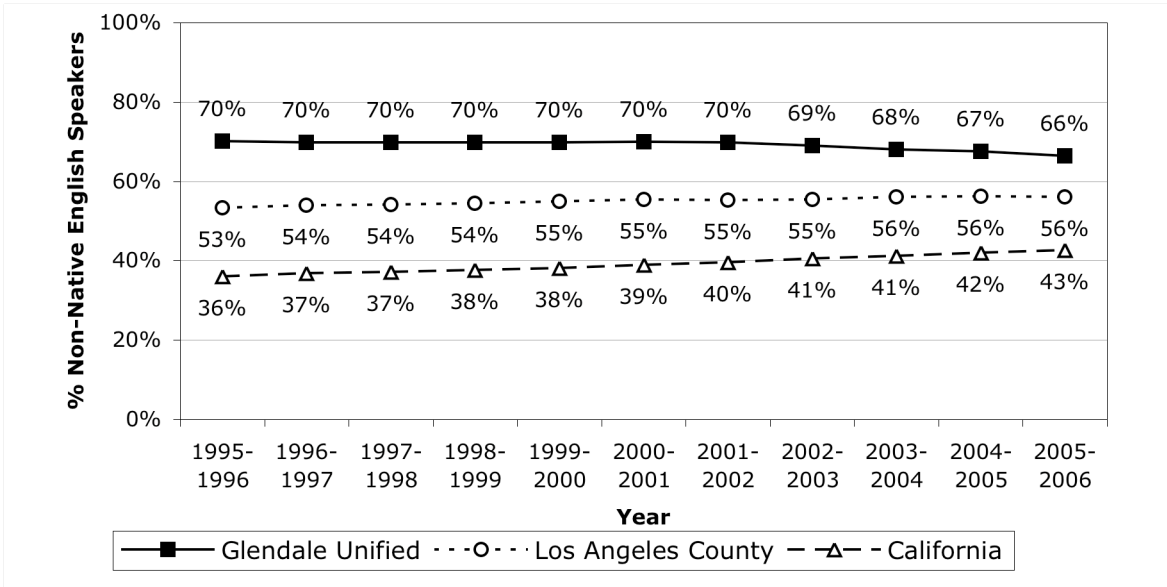 100%
80%
60%
40%
20%
0%
% Non-Native English Speakers
70% 70% 70% 70% 70% 70% 70% 69% 68% 67% 66%
53% 54% 54% 54% 55% 55% 55% 55% 56% 56% 56%
36% 37% 37% 38% 38% 39% 40% 41% 41% 42% 43%
1995- 1996- 1997- 1998- 1999- 2000- 2001- 2002- 2003- 2004- 2005-
1996 1997 1998 1999 2000 2001 2002 2003 2004 2005 2006
Year
Glendale Unified Los Angeles County California